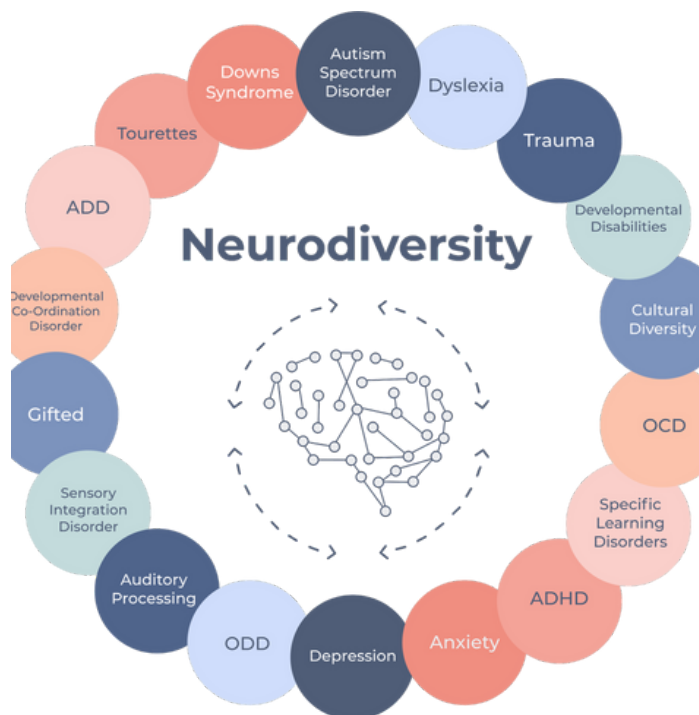 Autism
Spectrum
Disorder
Dyslexia
Trauma
Developmental
Disabilities
Cultural
Diversity
OCD
Specific
Learning
Disorders
ADHD
Anxiety
Depression
ODD
Auditory
Processing
Sensory
Integration
Disorder
Gifted
Developmental
Co-Ordination
Disorder
ADD
Tourettes
Downs
Syndrome
Neurodiversity